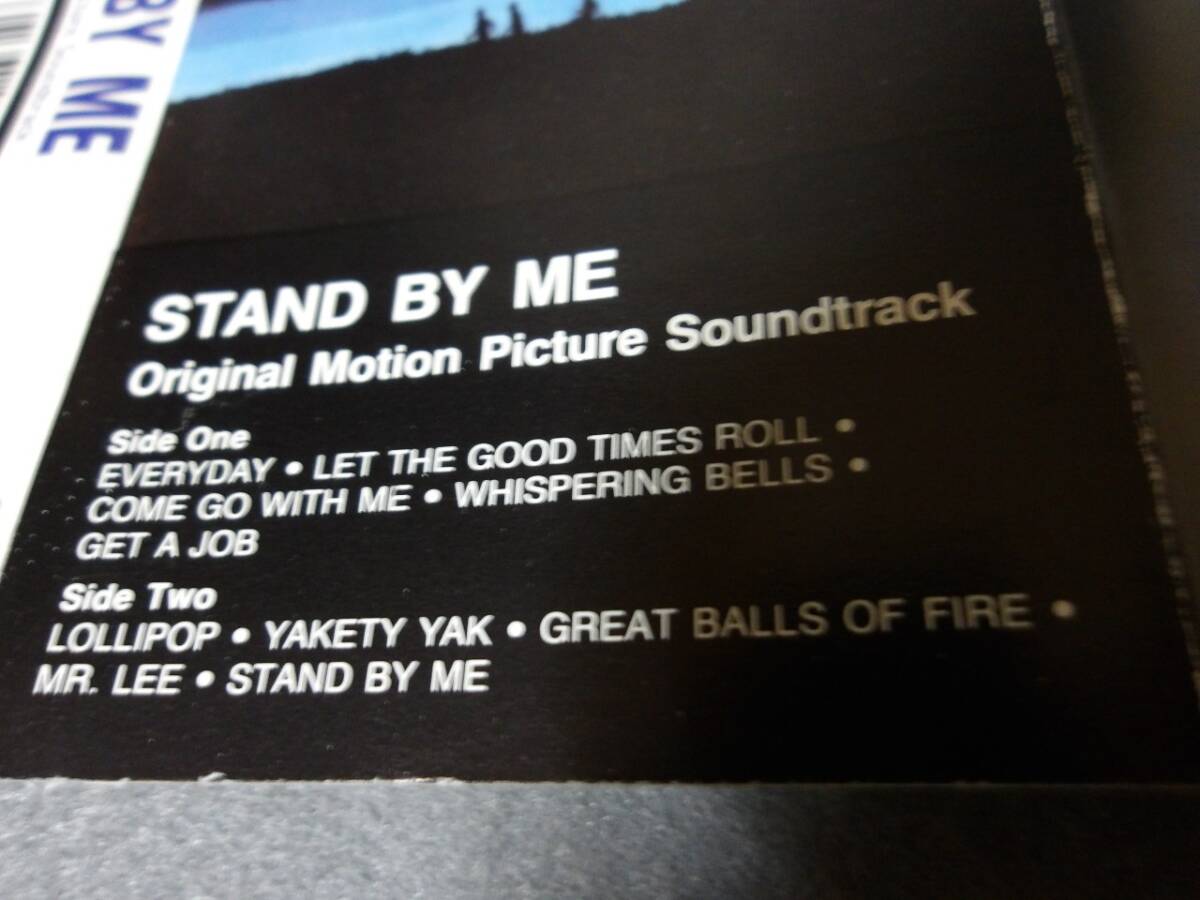 BY ME
STAND BY ME
Original Motion Picture Soundtrack
Side One
EVERYDAY • LET THE GOOD TIMES ROLL •
COME GO WITH ME • WHISPERING BELLS •
GET A JOB
Side Two
LOLLIPOP • YAKETY YAK • GREAT BALLS OF FIRE •
MR. LEE • STAND BY ME